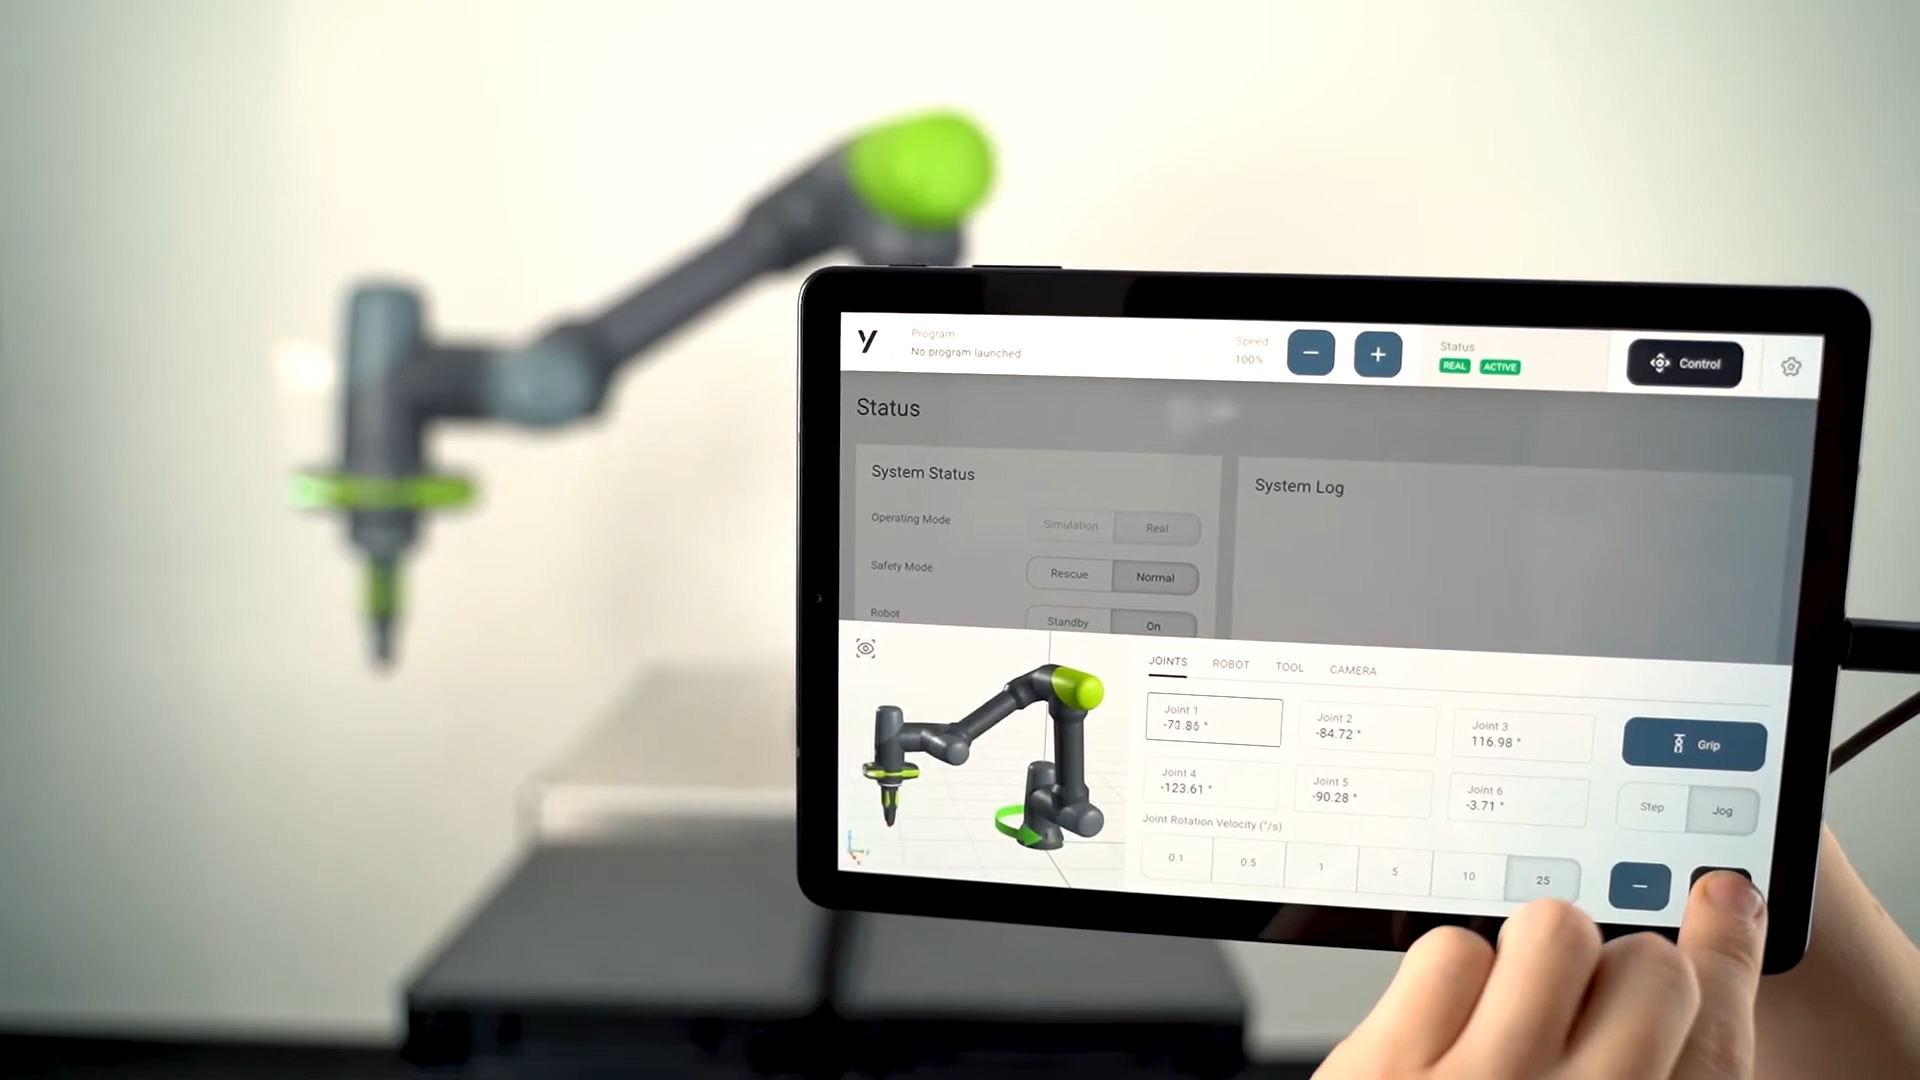 Program
No program launched
Speed
100%
Status
REAL ACTIVE
Control
Status
System Status
Operating Mode
Simulation Real
Safety Mode
Rescue Normal
Robot
Standby On
System Log
JOINTS ROBOT TOOL CAMERA
Joint 1
Joint 2
-84.72 °
Joint 3
116.98 °
Joint 4
-123.61 °
Joint 5
-90.28 °
Joint 6
-3.71 °
Joint Rotation Velocity (°/s)
0.1 0.5 1 5 10 25
Grip
Step Jog